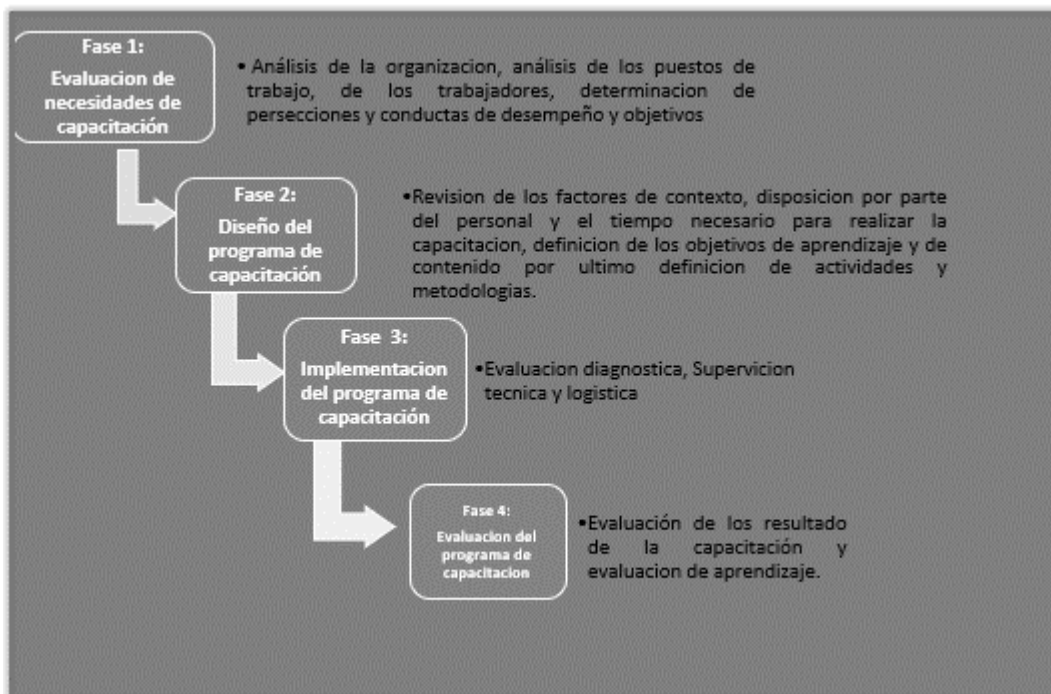 Fase 1:
Evaluacion de
necesidades de
capacitación
• Análisis de la organizacion, análisis de los puestos de
trabajo, de los trabajadores, determinacion de
persecciones y conductas de desempeño y objetivos
Fase 2:
Diseño del
programa de
capacitación
•Revision de los factores de contexto, disposicion por parte
del personal y el tiempo necesario para realizar la
capacitacion, definicion de los objetivos de aprendizaje y de
contenido por ultimo definicion de actividades y
metodologias.
Fase 3:
Implementacion
del programa de
capacitación
•Evaluacion diagnostica, Supervicion
tecnica y logistica
Fase 4:
Evaluacion del
programa de
capacitacion
•Evaluación de los resultado
de la capacitación y
evaluacion de aprendizaje.